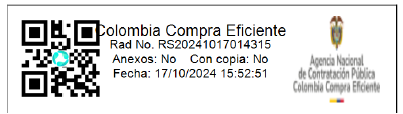 Colombia Compra Eficiente
Rad No. RS20241017014315
Anexos: No Con copia: No
Fecha: 17/10/2024 15:52:51
Agencia Nacional
de Contratación Pública
Colombia Compra Eficiente